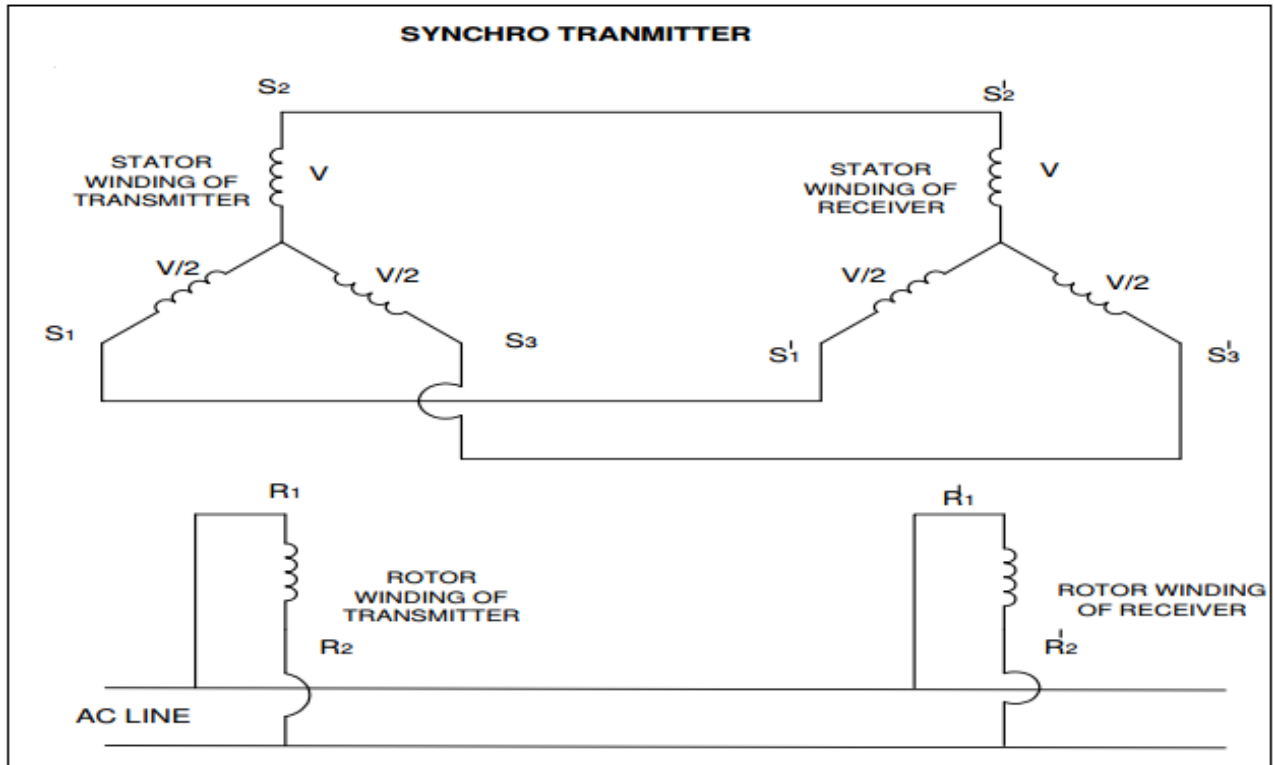 SYNCHRO TRANMITTER
S2
S'2
STATOR
WINDING OF
TRANSMITTER
V
STATOR
WINDING OF
RECEIVER
V
V/2
V/2
V/2
V/2
S1
S3
S'1
S'3
R1
R'1
ROTOR
WINDING OF
TRANSMITTER
ROTOR WINDING
OF RECEIVER
R2
R'2
AC LINE